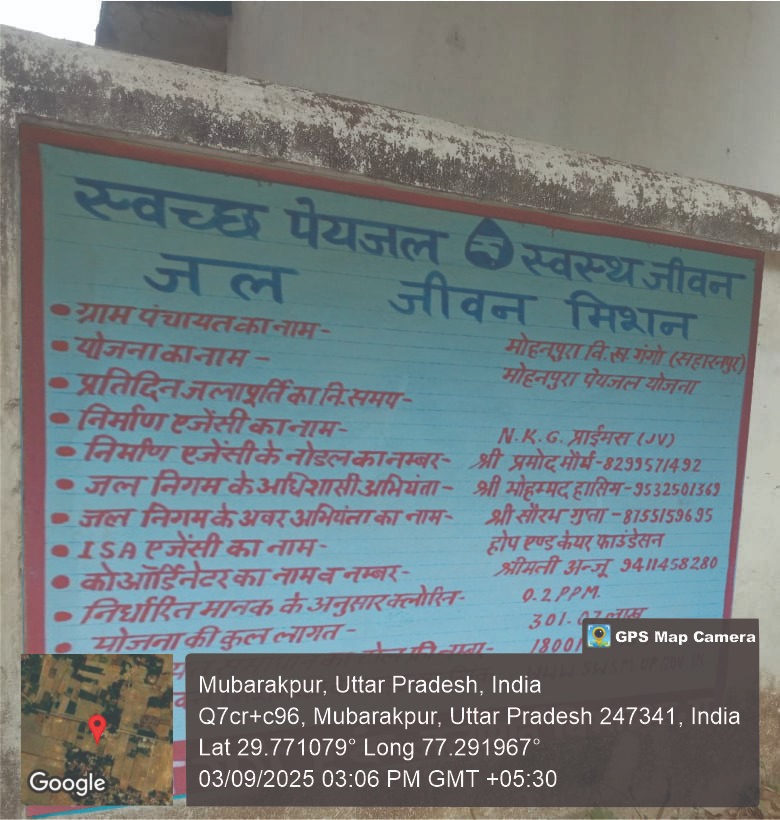 स्वच्छ पेयजल स्वस्थ जीवन
जल जीवन मिशन
• ग्राम पंचायत का नाम- मोहनपुरा वि.ख. गंगो (सहारनपुर)
• योजना का नाम - मोहनपुरा पेयजल योजना
• प्रतिदिन जलापूर्ति का नि.समय-
• निर्माण एजेंसी का नाम- N.K.G. प्राईमस (JV)
• निर्माण एजेंसी के नोडल का नम्बर- श्री प्रमोद मौर्य-8299571492
• जल निगम के अधिशासी अभियंता- श्री मोहम्मद हासिम-9532501369
• जल निगम के अवर अभियंता का नाम- श्री सौरभ गुप्ता-8155159695
• ISA एजेंसी का नाम- होप एण्ड केयर फाउंडेसन
• कोऑर्डिनेटर का नाम व नम्बर- श्रीमती अन्जू 9411458280
• निर्धारित मानक के अनुसार क्लोरिन- 0.2 P.P.M.
• योजना की कुल लागत- 301.07 लाख
GPS Map Camera
Google
Mubarakpur, Uttar Pradesh, India
Q7cr+c96, Mubarakpur, Uttar Pradesh 247341, India
Lat 29.771079° Long 77.291967°
03/09/2025 03:06 PM GMT +05:30